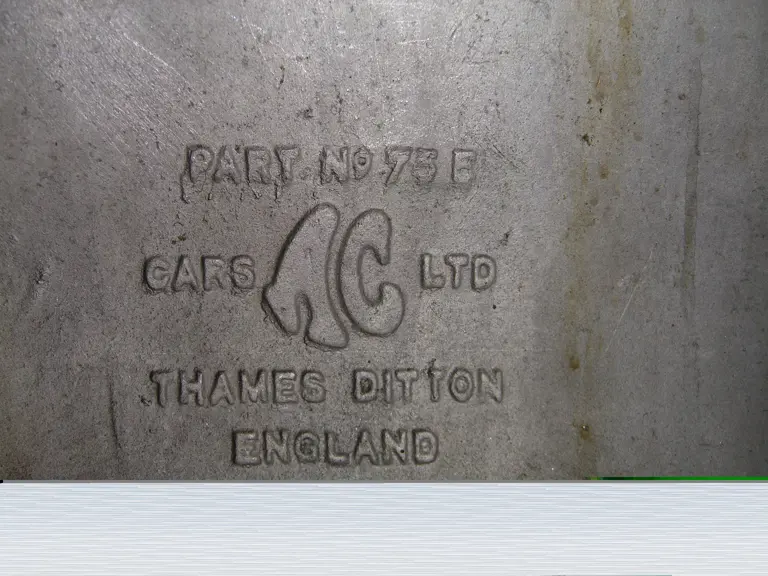 PART Nº 75 E
CARS AC LTD
THAMES DITTON
ENGLAND